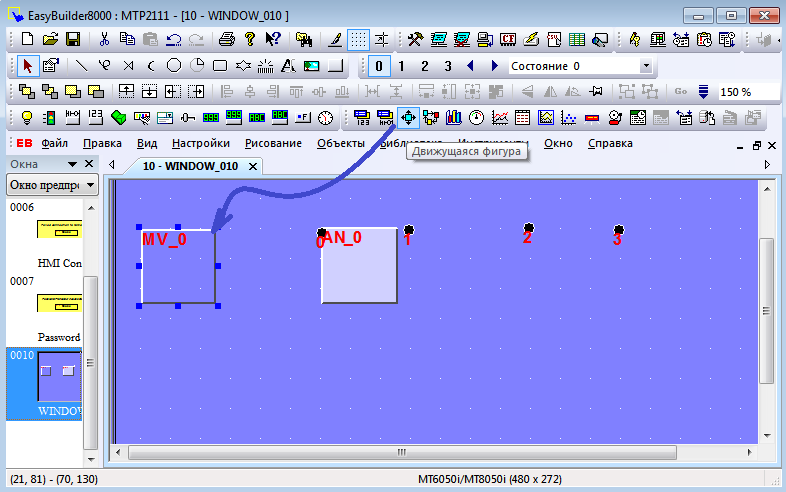 EasyBuilder8000 : MTP2111 - [10 - WINDOW_010 ]
A
0 1 2 3 Состояние 0
Go 150 %
EB Файл Правка Вид Настройки Рисование Объекты Библиотека Инструменты Окно Справка
Движущаяся фигура
Окна
10 - WINDOW_010
Окно предпр
0006
HMI Con
0007
Password
0010
WINDOW
MV_0
0 AN_0
1
2
3
(21, 81) - (70, 130) MT6050i/MT8050i (480 x 272)